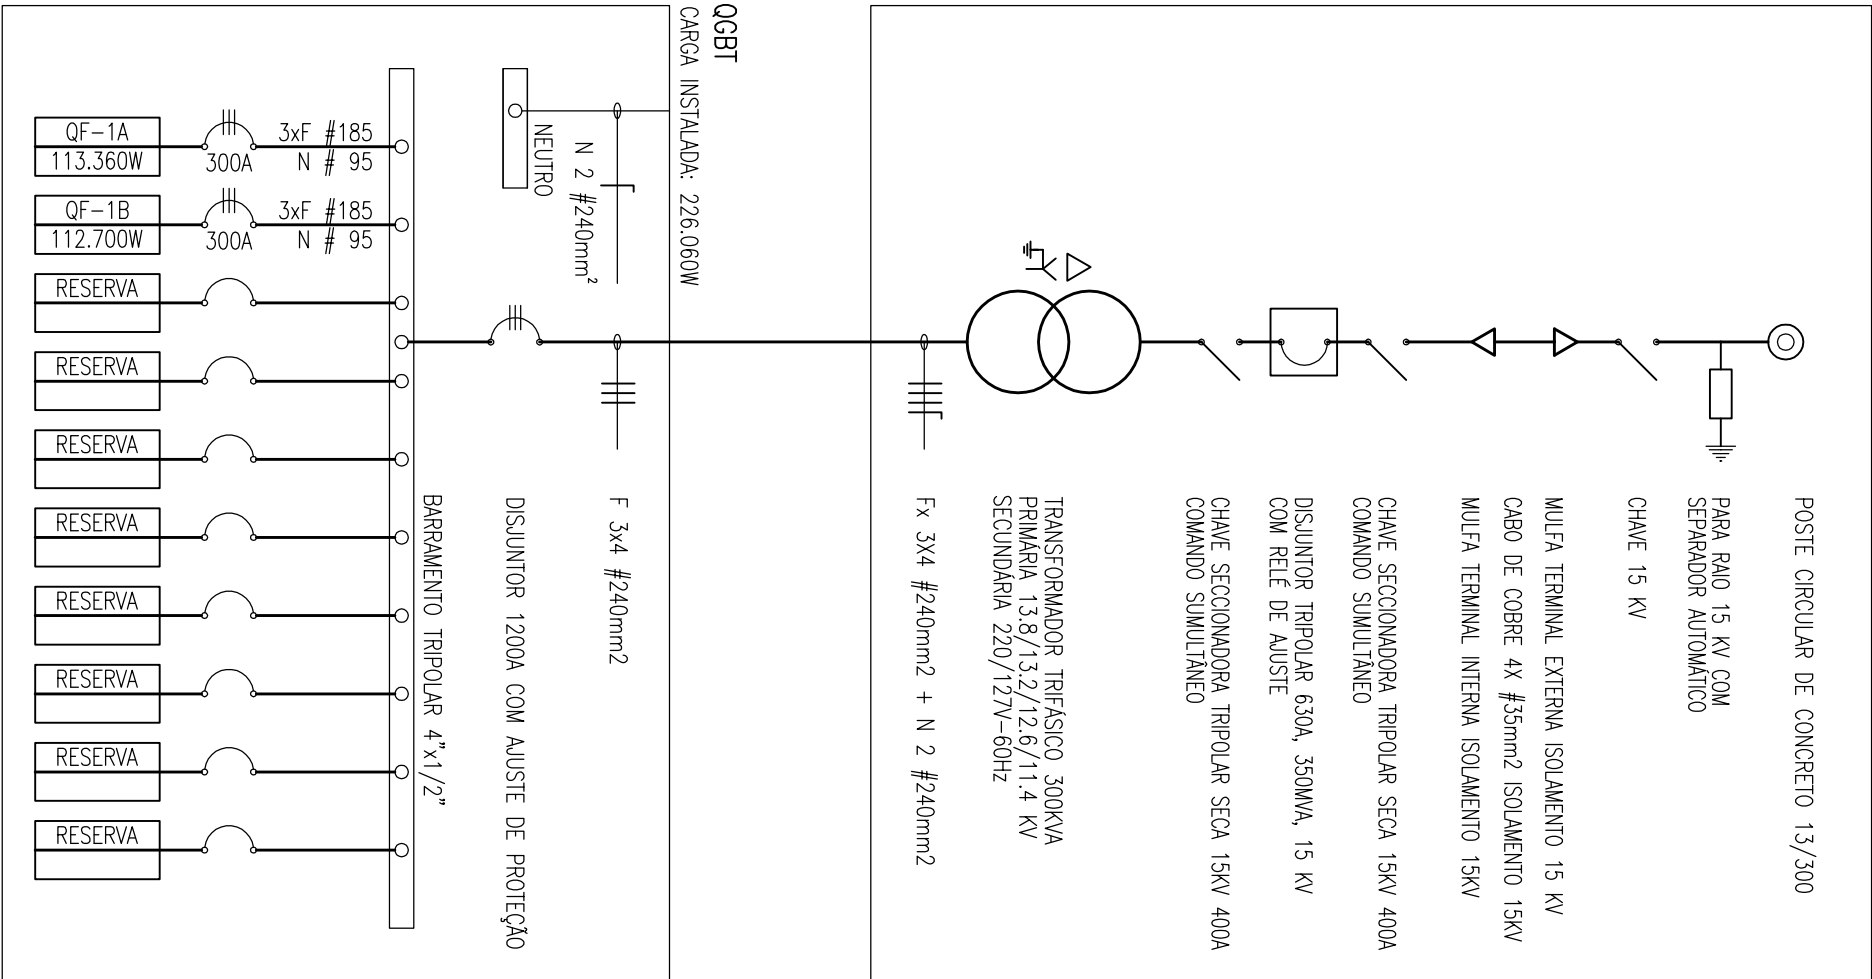 QGBT
CARGA INSTALADA: 226.060W
POSTE CIRCULAR DE CONCRETO 13/300
PARA RAIO 15 KV COM
SEPARADOR AUTOMÁTICO
CHAVE 15 KV
MULFA TERMINAL EXTERNA ISOLAMENTO 15 KV
CABO DE COBRE 4X #35mm2 ISOLAMENTO 15KV
MULFA TERMINAL INTERNA ISOLAMENTO 15KV
CHAVE SECCIONADORA TRIPOLAR SECA 15KV 400A
COMANDO SUMULTÂNEO
DISJUNTOR TRIPOLAR 630A, 350MVA, 15 KV
COM RELÉ DE AJUSTE
CHAVE SECCIONADORA TRIPOLAR SECA 15KV 400A
COMANDO SUMULTÂNEO
TRANSFORMADOR TRIFÁSICO 300KVA
PRIMÁRIA 13.8/13.2/12.6/11.4 KV
SECUNDÁRIA 220/127V-60Hz
Fx 3X4 #240mm2 + N 2 #240mm2
F 3x4 #240mm2
N 2 #240mm²
NEUTRO
DISJUNTOR 1200A COM AJUSTE DE PROTEÇÃO
BARRAMENTO TRIPOLAR 4"x1/2"
QF-1A
113.360W
300A
3xF #185
N # 95
QF-1B
112.700W
300A
3xF #185
N # 95
RESERVA
RESERVA
RESERVA
RESERVA
RESERVA
RESERVA
RESERVA
RESERVA